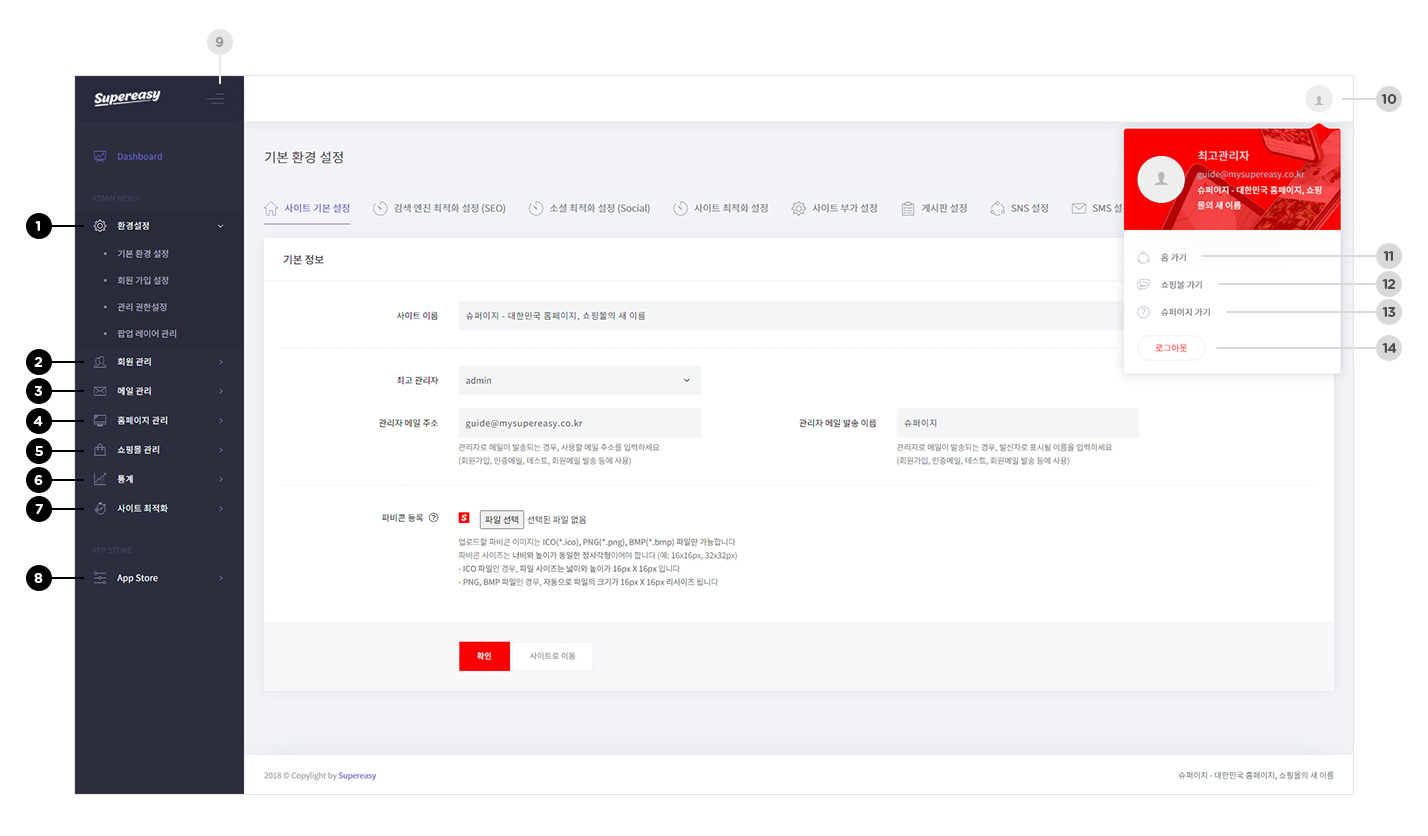 9
Supereasy
10
Dashboard
ADMIN MENU
1 환경설정
기본 환경 설정
회원 가입 설정
관리 권한설정
팝업 레이어 관리
2 회원 관리
3 메일 관리
4 홈페이지 관리
5 쇼핑몰 관리
6 통계
7 사이트 최적화
APP STORE
8 App Store
기본 환경 설정
사이트 기본 설정 검색 엔진 최적화 설정 (SEO) 소셜 최적화 설정 (Social) 사이트 최적화 설정 사이트 부가 설정 게시판 설정 SNS 설정 SMS
기본 정보
사이트 이름 슈퍼이지 - 대한민국 홈페이지, 쇼핑몰의 새 이름
최고 관리자 admin
관리자 메일 주소 guide@mysupereasy.co.kr 관리자 메일 발송 이름 슈퍼이지
관리자로 메일이 발송되는 경우, 사용할 메일 주소를 입력하세요
(회원가입, 인증메일, 테스트, 회원메일 발송 등에 사용)
관리자로 메일이 발송되는 경우, 발신자로 표시될 이름을 입력하세요
(회원가입, 인증메일, 테스트, 회원메일 발송 등에 사용)
파비콘 등록 ? S 파일 선택 선택된 파일 없음
업로드할 파비콘 이미지는 ICO(*.ico), PNG(*.png), BMP(*.bmp) 파일만 가능합니다
파비콘 사이즈는 너비와 높이가 동일한 정사각형이어야 합니다 (예: 16x16px, 32x32px)
- ICO 파일인 경우, 파일 사이즈는 넓이와 높이가 16px X 16px 입니다
- PNG, BMP 파일인 경우, 자동으로 파일의 크기가 16px X 16px 리사이즈 됩니다
확인 사이트로 이동
최고관리자
guide@mysupereasy.co.kr
슈퍼이지 - 대한민국 홈페이지, 쇼핑
몰의 새 이름
홈 가기 11
쇼핑몰 가기 12
슈퍼이지 가기 13
로그아웃 14
2018 © Copylight by Supereasy
슈퍼이지 - 대한민국 홈페이지, 쇼핑몰의 새 이름